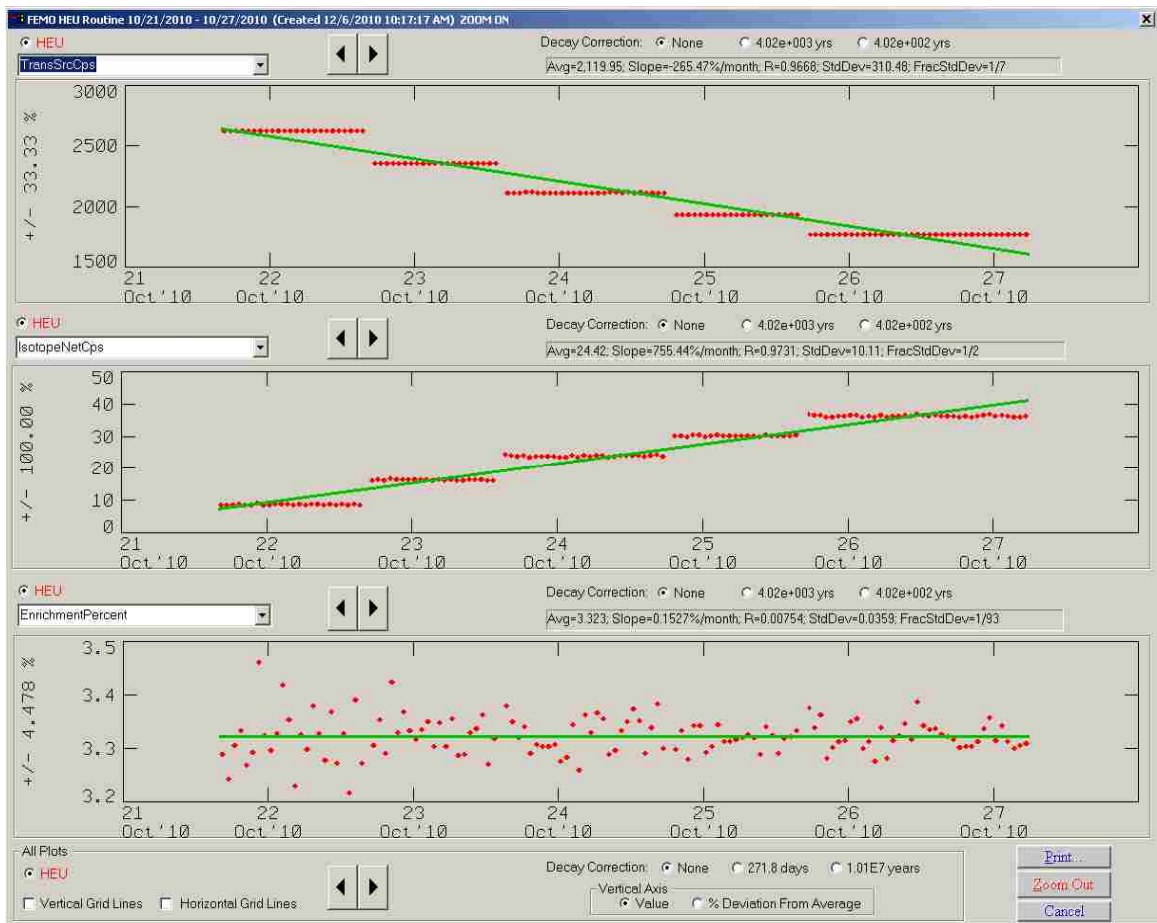 FEMO HEU Routine 10/21/2010 - 10/27/2010 (Created 12/6/2010 10:17:17 AM) ZOOM ON
HEU
Decay Correction: None 4.02e+003 yrs 4.02e+002 yrs
TransSrcCps
Avg=2,119.95; Slope=-265.47%/month; R=0.9668; StdDev=310.48; FracStdDev=1/7
+/- 33.33 %
3000
2500
2000
1500
21 22 23 24 25 26 27
Oct'10 Oct'10 Oct'10 Oct'10 Oct'10 Oct'10 Oct'10
HEU
Decay Correction: None 4.02e+003 yrs 4.02e+002 yrs
IsotopeNetCps
Avg=24.42; Slope=755.44%/month; R=0.9731; StdDev=10.11; FracStdDev=1/2
+/- 100.00 %
50
40
30
20
10
0
21 22 23 24 25 26 27
Oct'10 Oct'10 Oct'10 Oct'10 Oct'10 Oct'10 Oct'10
HEU
Decay Correction: None 4.02e+003 yrs 4.02e+002 yrs
EnrichmentPercent
Avg=3.323; Slope=0.1527%/month; R=0.00754; StdDev=0.0359; FracStdDev=1/93
+/- 4.478 %
3.5
3.4
3.3
3.2
21 22 23 24 25 26 27
Oct'10 Oct'10 Oct'10 Oct'10 Oct'10 Oct'10 Oct'10
All Plots
HEU
Decay Correction: None 271.8 days 1.01E7 years
Vertical Grid Lines Horizontal Grid Lines
Vertical Axis
Value % Deviation From Average
Print...
Zoom Out
Cancel